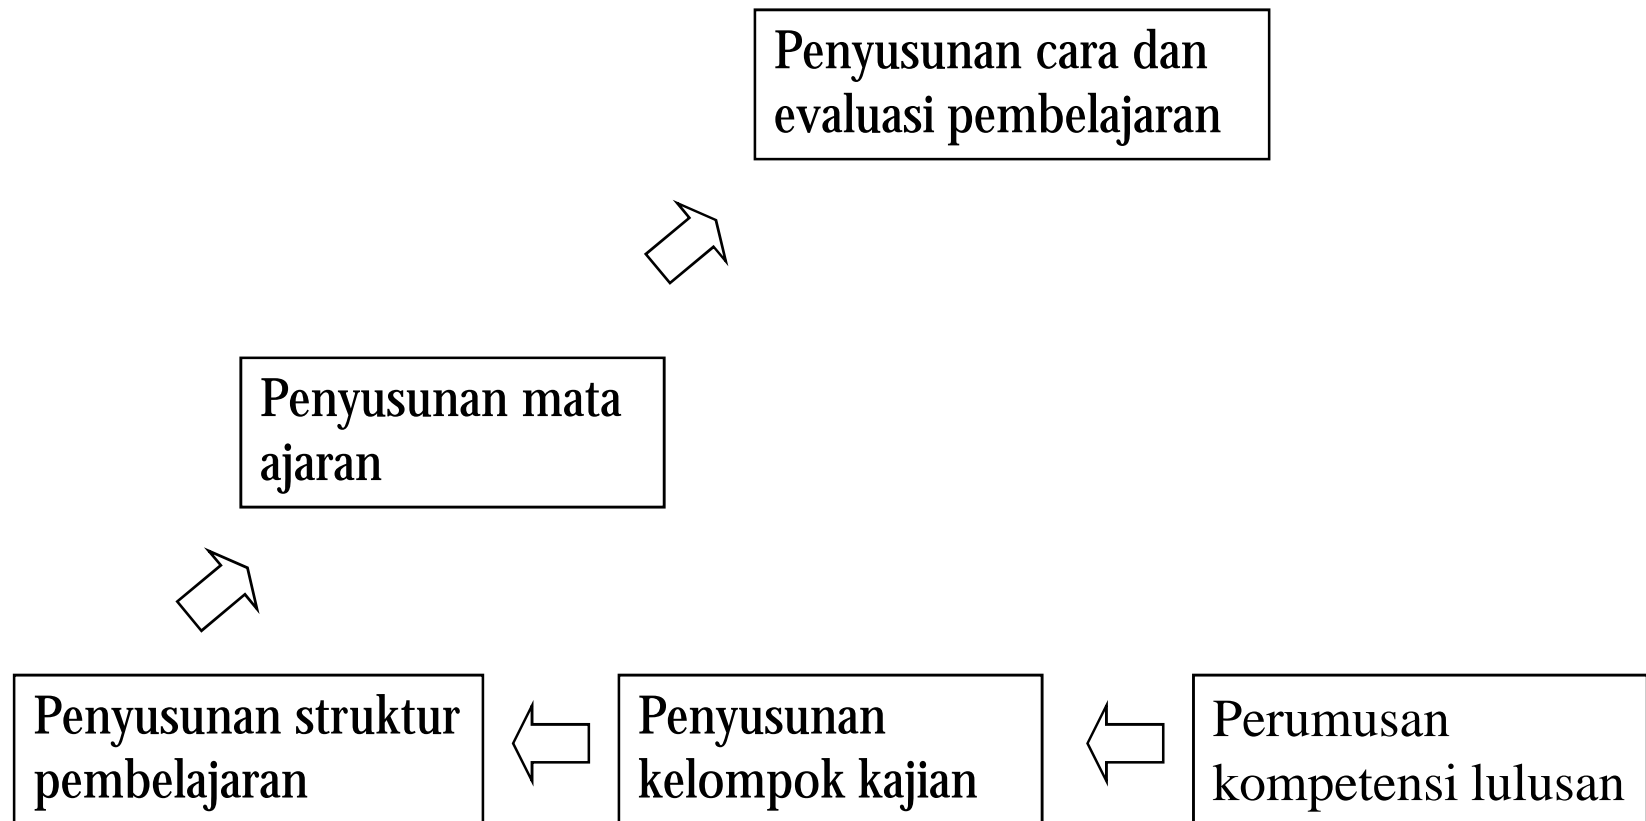 Penyusunan cara dan
evaluasi pembelajaran
Penyusunan mata
ajaran
Penyusunan struktur
pembelajaran
Penyusunan
kelompok kajian
Perumusan
kompetensi lulusan